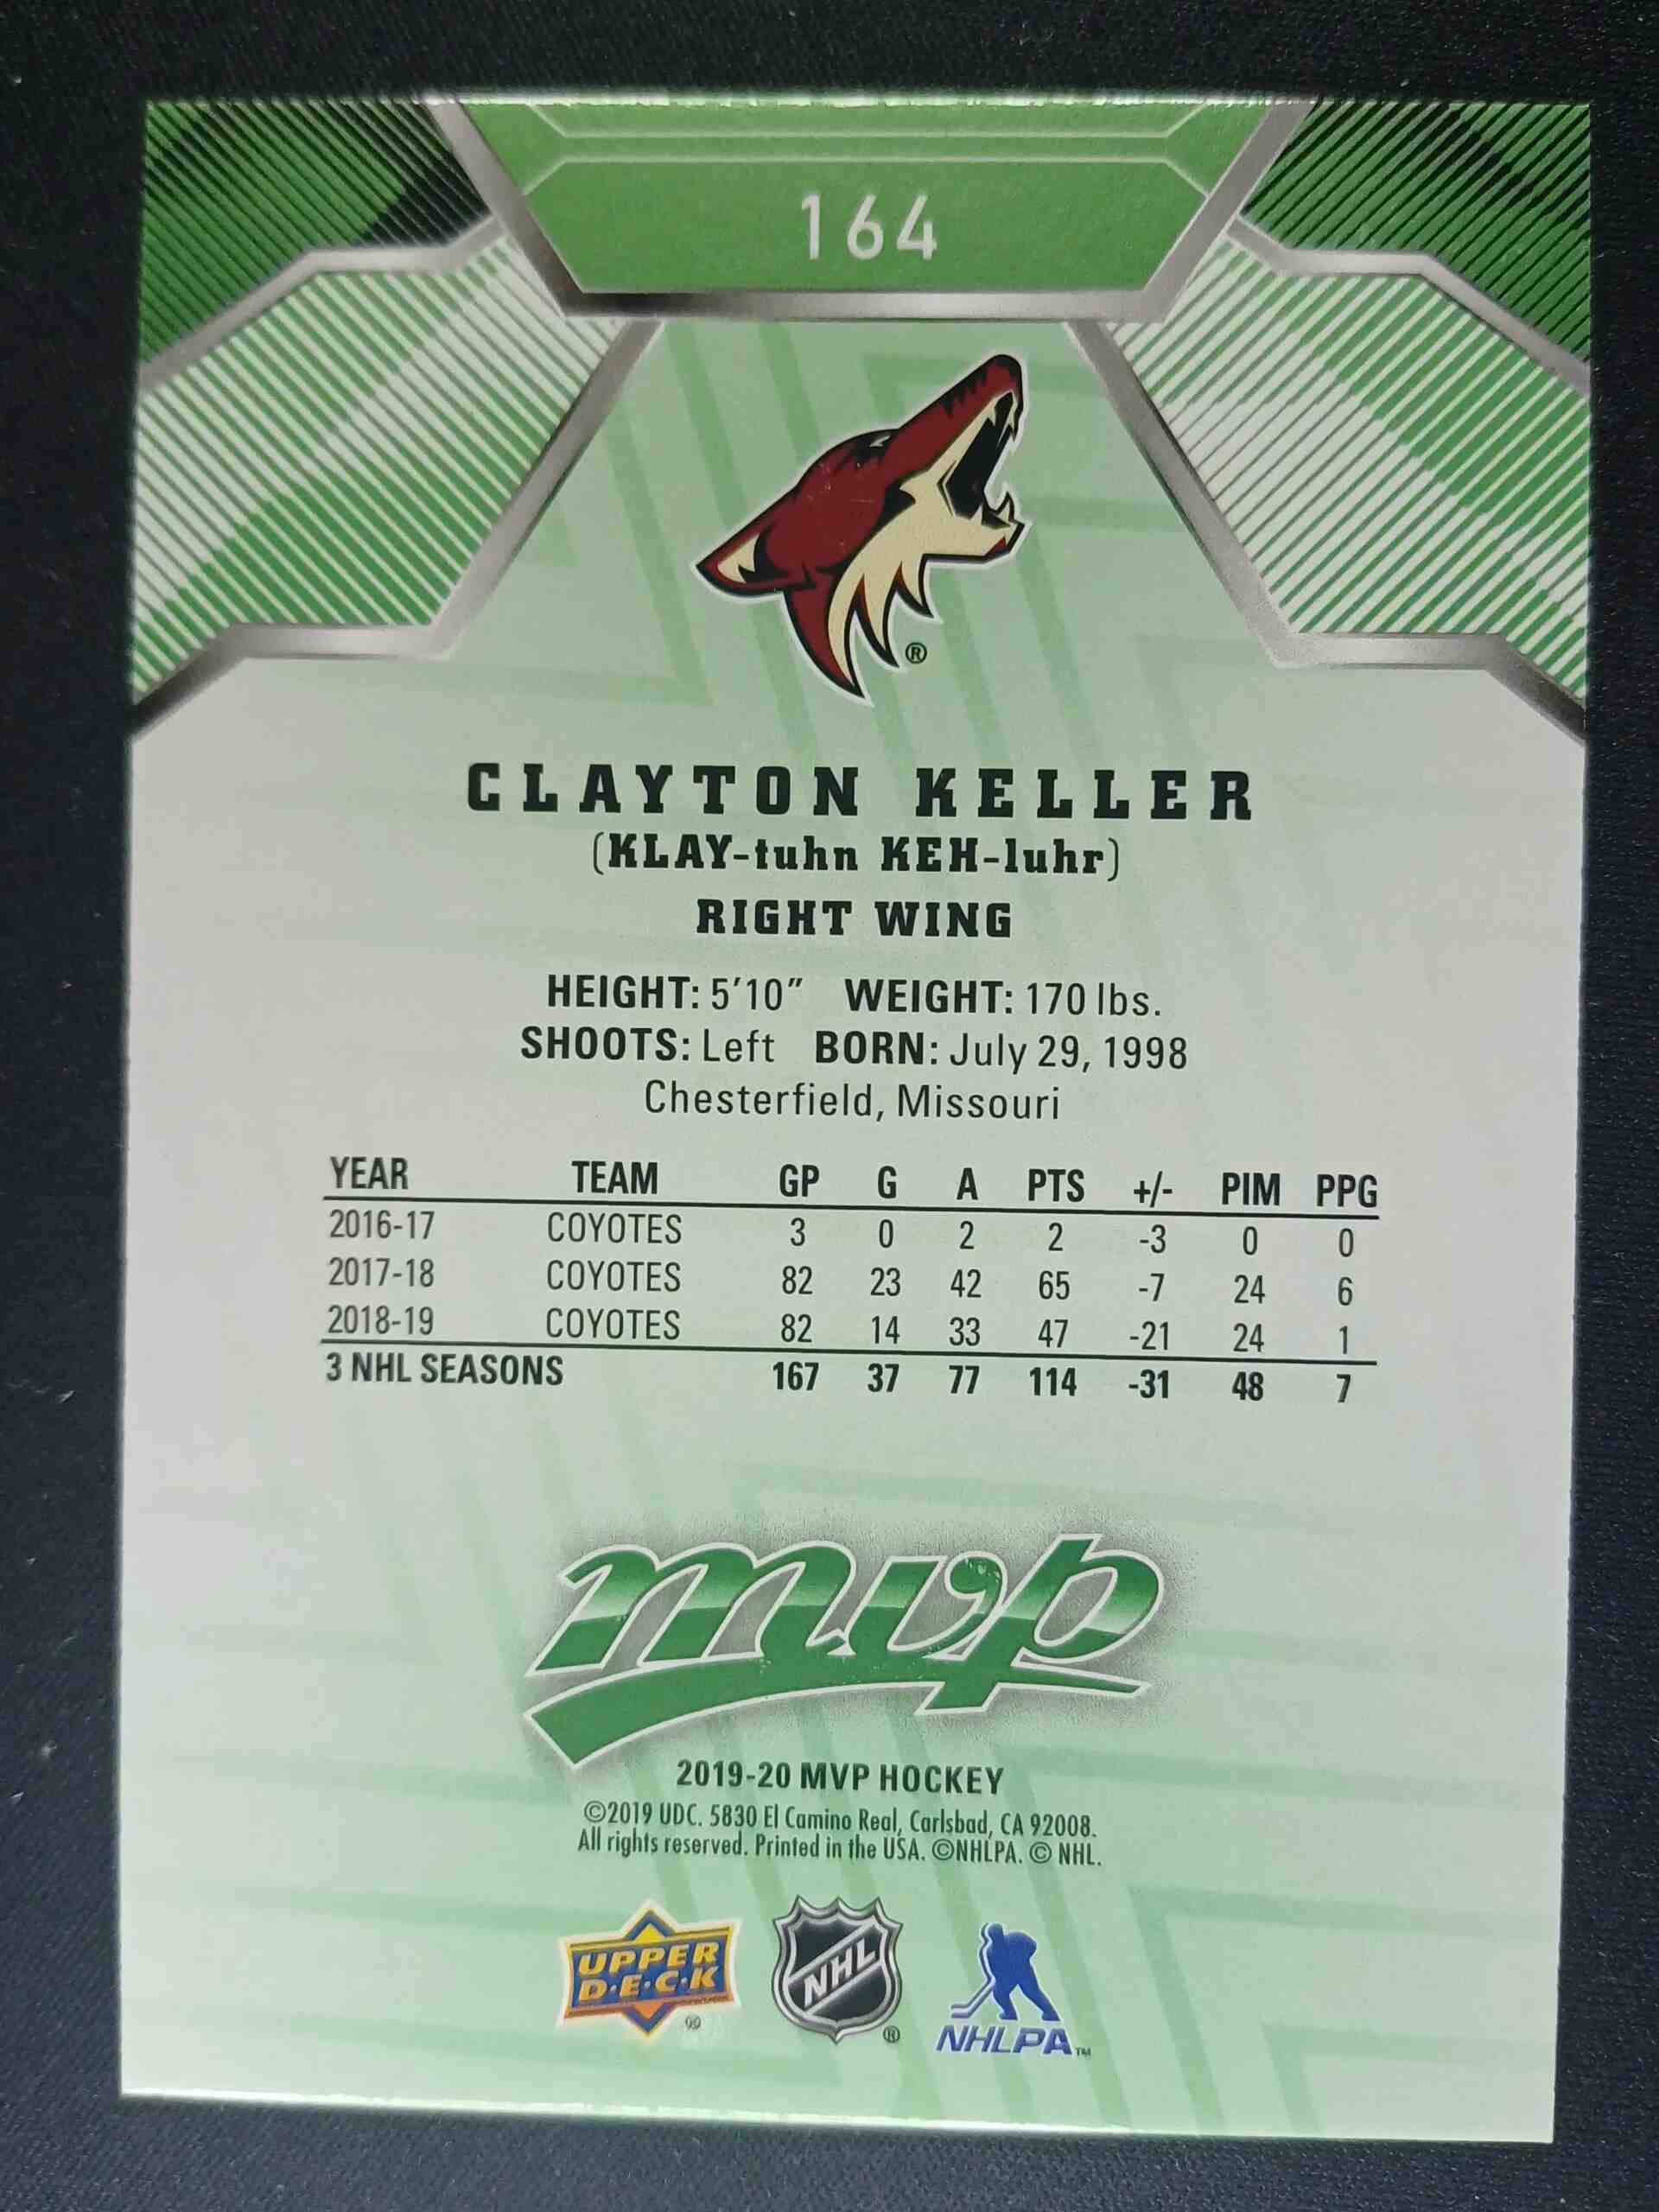 164
®
CLAYTON KELLER
(KLAY-tuhn KEH-luhr)
RIGHT WING
HEIGHT: 5'10" WEIGHT: 170 lbs.
SHOOTS: Left BORN: July 29, 1998
Chesterfield, Missouri
YEAR TEAM GP G A PTS +/- PIM PPG
2016-17 COYOTES 3 0 2 2 -3 0 0
2017-18 COYOTES 82 23 42 65 -7 24 6
2018-19 COYOTES 82 14 33 47 -21 24 1
3 NHL SEASONS 167 37 77 114 -31 48 7
mvp
2019-20 MVP HOCKEY
©2019 UDC. 5830 El Camino Real, Carlsbad, CA 92008.
All rights reserved. Printed in the USA. ©NHLPA. © NHL.
UPPER
D·E·C·K
®
NHL
®
NHLPA
TM